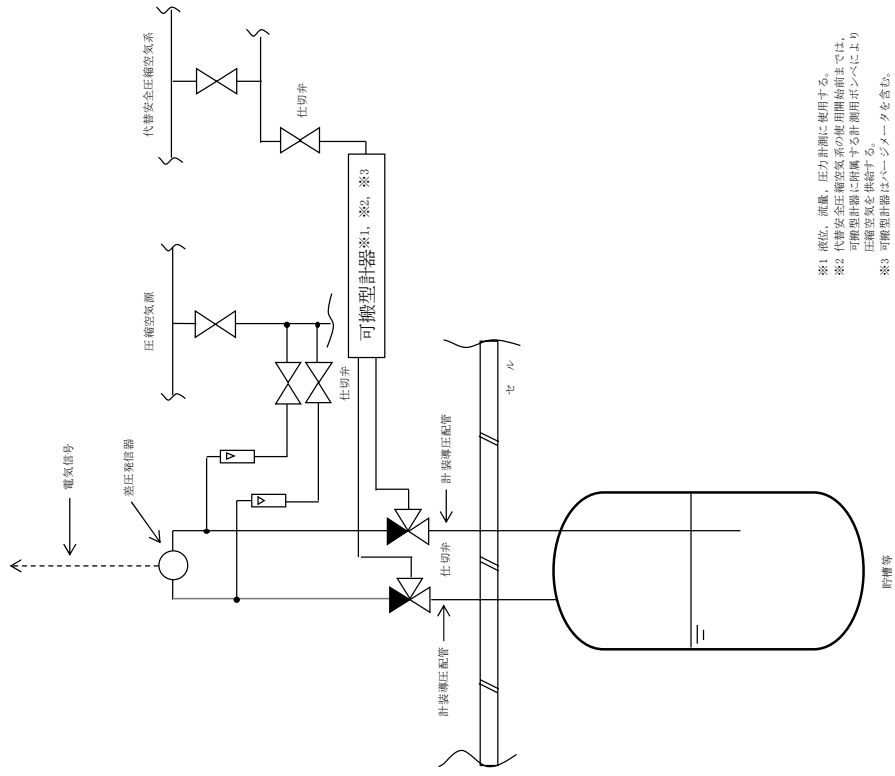 代替安全圧縮空気系
仕切弁
可搬型計器※1，※2，※3
圧縮空気源
仕切弁
電気信号
差圧発信器
計装導圧配管
仕切弁
計装導圧配管
セル
貯槽等
※1 液位，流量，圧力計測に使用する。
※2 代替安全圧縮空気系の使用開始前までは，
可搬型計器に附属する計測用ボンベにより
圧縮空気を供給する。
※3 可搬型計器はパージメータを含む。